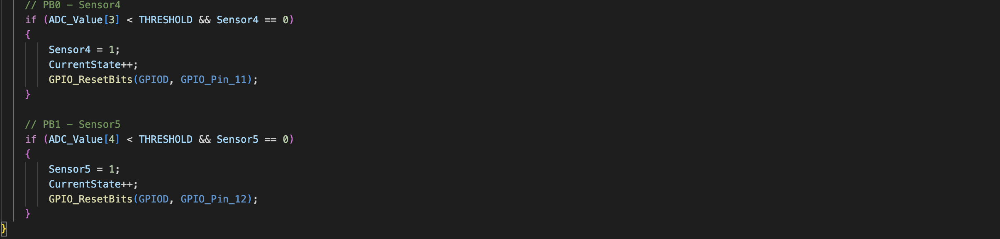 // PB0 - Sensor4
if (ADC_Value[3] < THRESHOLD && Sensor4 == 0)
{
Sensor4 = 1;
CurrentState++;
GPIO_ResetBits(GPIOD, GPIO_Pin_11);
}
// PB1 - Sensor5
if (ADC_Value[4] < THRESHOLD && Sensor5 == 0)
{
Sensor5 = 1;
CurrentState++;
GPIO_ResetBits(GPIOD, GPIO_Pin_12);
}
}